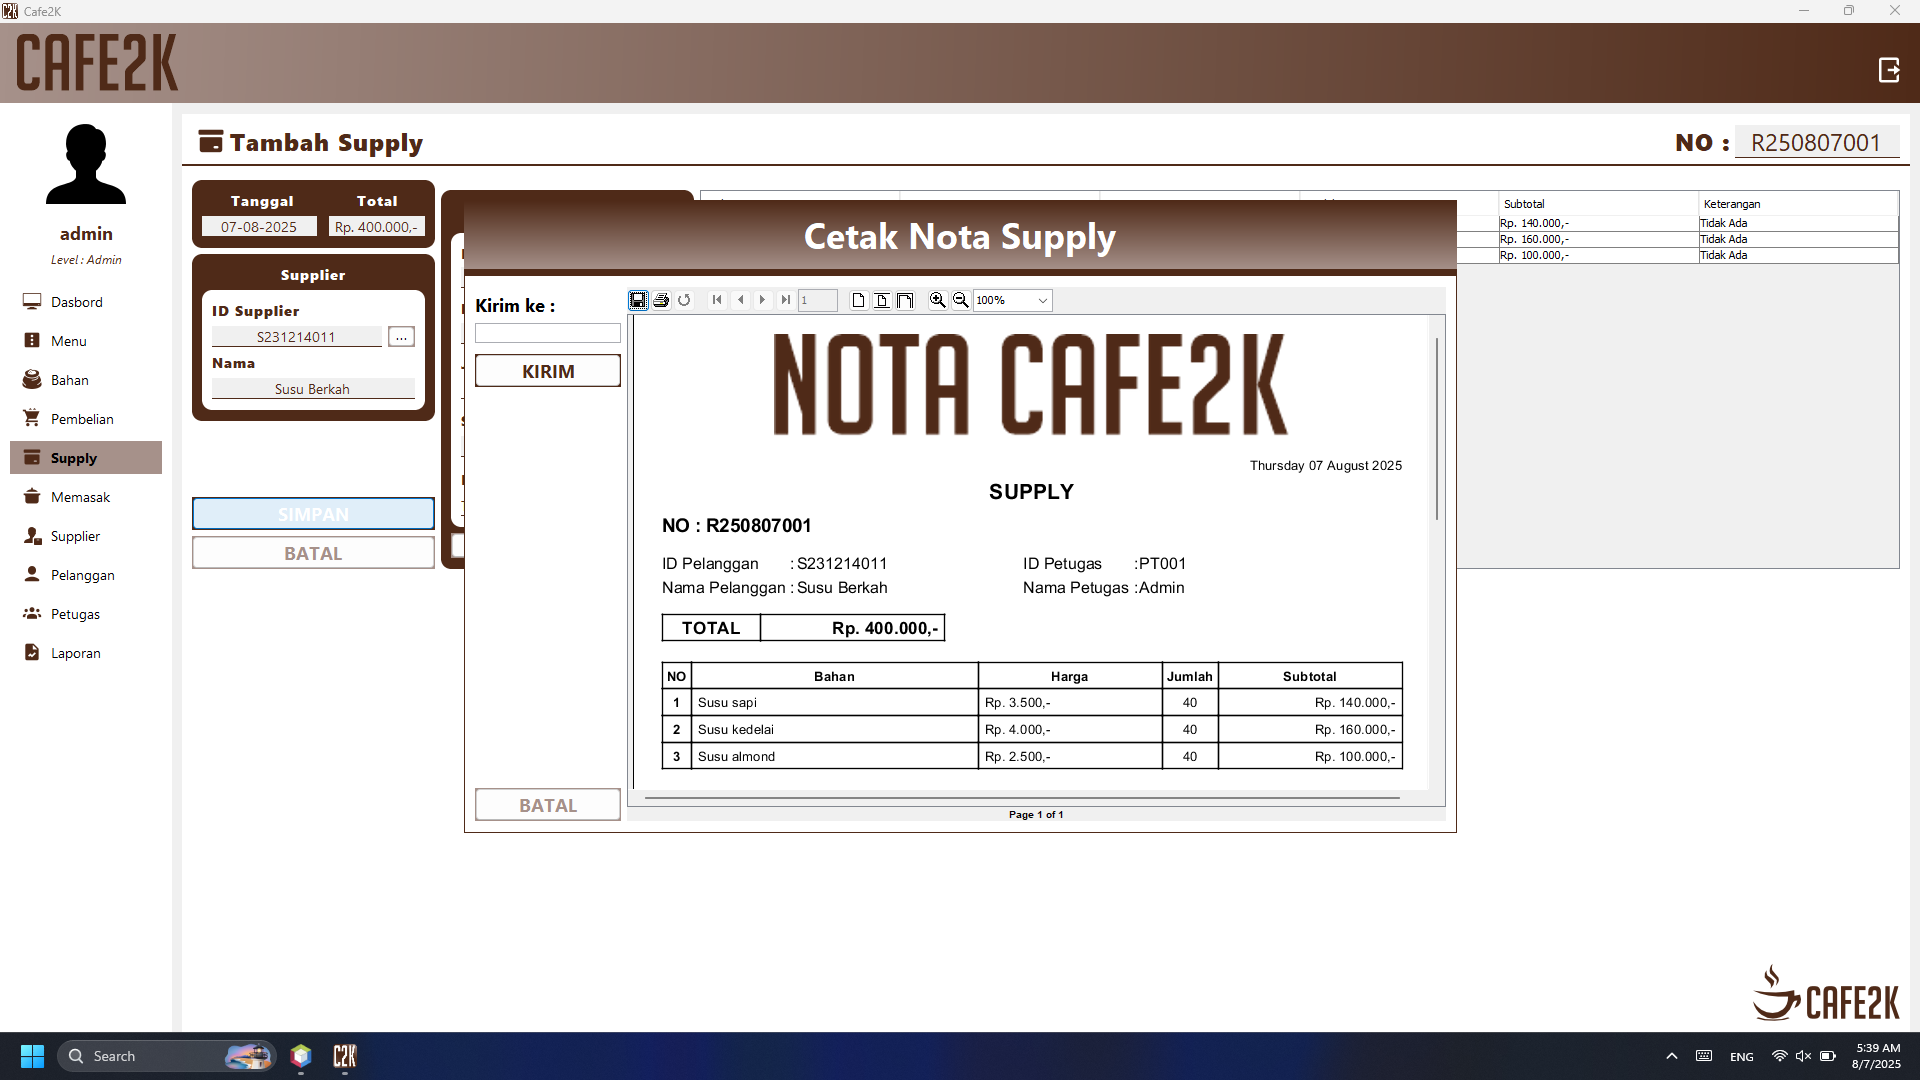 Cafe2K
CAFE2K
Tambah Supply
NO : R250807001
admin
Level : Admin
Dasbord
Menu
Bahan
Pembelian
Supply
Memasak
Supplier
Pelanggan
Petugas
Laporan
Tanggal Total
07-08-2025 Rp. 400.000,-
Supplier
ID Supplier
S231214011 ...
Nama
Susu Berkah
SIMPAN
BATAL
Subtotal Keterangan
Rp. 140.000,- Tidak Ada
Rp. 160.000,- Tidak Ada
Rp. 100.000,- Tidak Ada
Cetak Nota Supply
Kirim ke :
KIRIM
BATAL
1 100%
NOTA CAFE2K
Thursday 07 August 2025
SUPPLY
NO : R250807001
ID Pelanggan : S231214011 ID Petugas :PT001
Nama Pelanggan : Susu Berkah Nama Petugas :Admin
TOTAL Rp. 400.000,-
NO Bahan Harga Jumlah Subtotal
1 Susu sapi Rp. 3.500,- 40 Rp. 140.000,-
2 Susu kedelai Rp. 4.000,- 40 Rp. 160.000,-
3 Susu almond Rp. 2.500,- 40 Rp. 100.000,-
Page 1 of 1
CAFE2K
Search
C2K
ENG
5:39 AM
8/7/2025